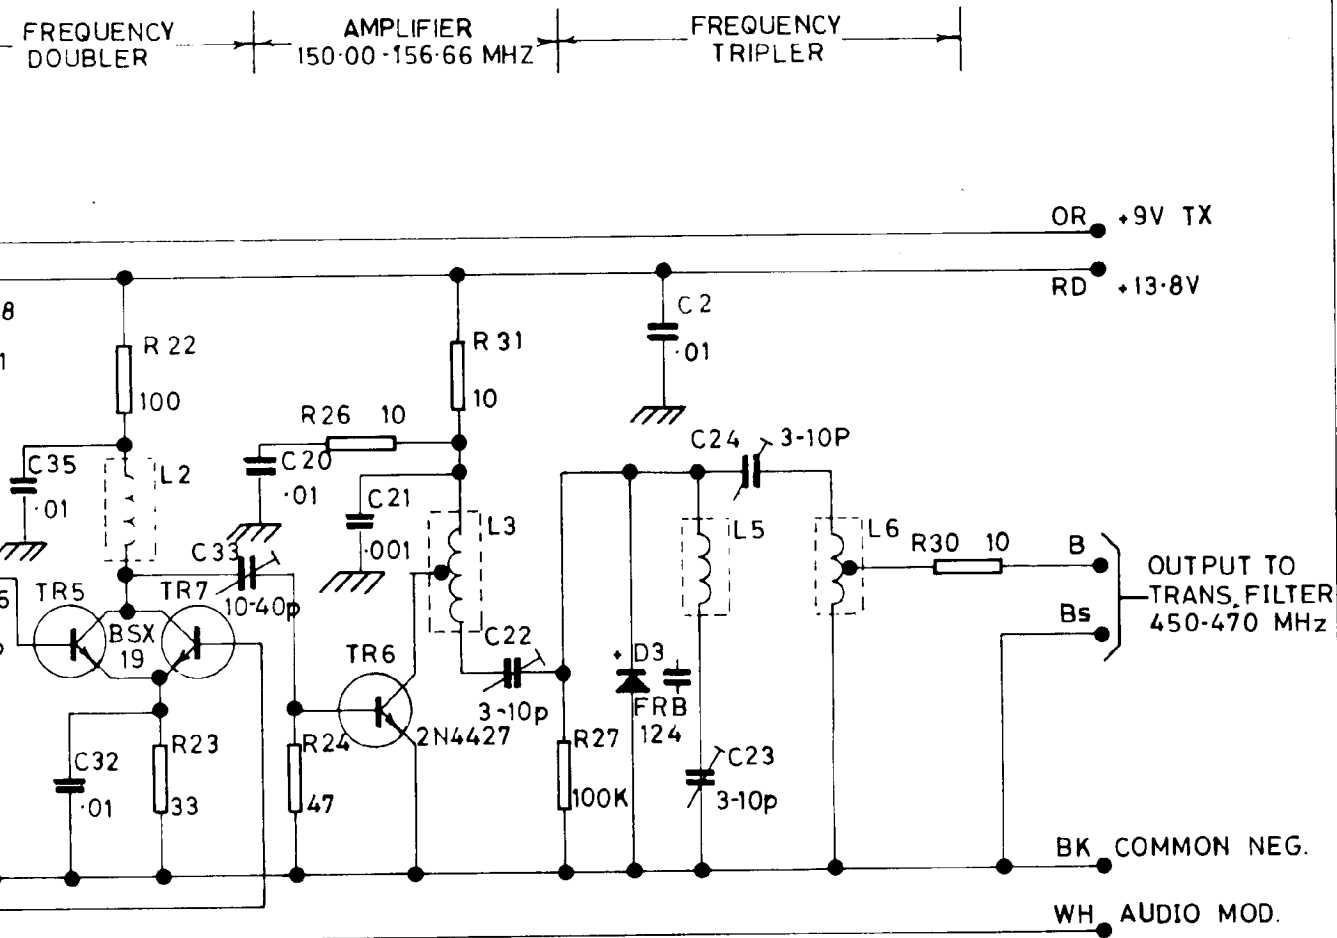 FREQUENCY
DOUBLER
AMPLIFIER
150·00-156·66 MHZ
FREQUENCY
TRIPLER
OR +9V TX
RD +13·8V
8
1
R22
100
R31
10
C2
·01
R26 10
C24 3-10P
C35
·01
L2
C20
·01
C21
·001
L3
L5
L6
R30 10
B
OUTPUT TO
TRANS. FILTER
450-470 MHz
Bs
C33
10-40p
TR5
TR7
BSX
19
6
TR6
2N4427
C22
3-10p
+ D3
FRB
124
R23
33
C32
·01
R24
47
R27
100K
C23
3-10p
BK COMMON NEG.
WH AUDIO MOD.